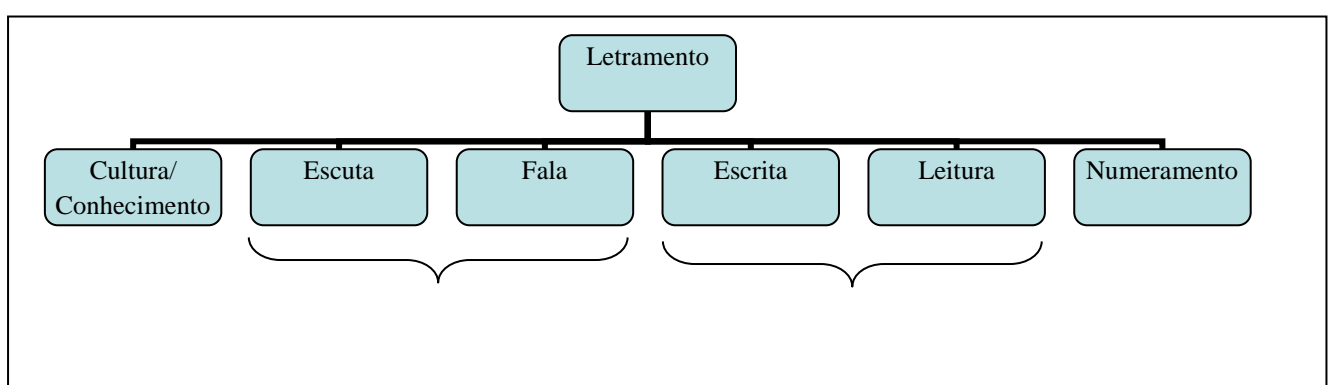 Letramento
Cultura/
Conhecimento
Escuta
Fala
Escrita
Leitura
Numeramento